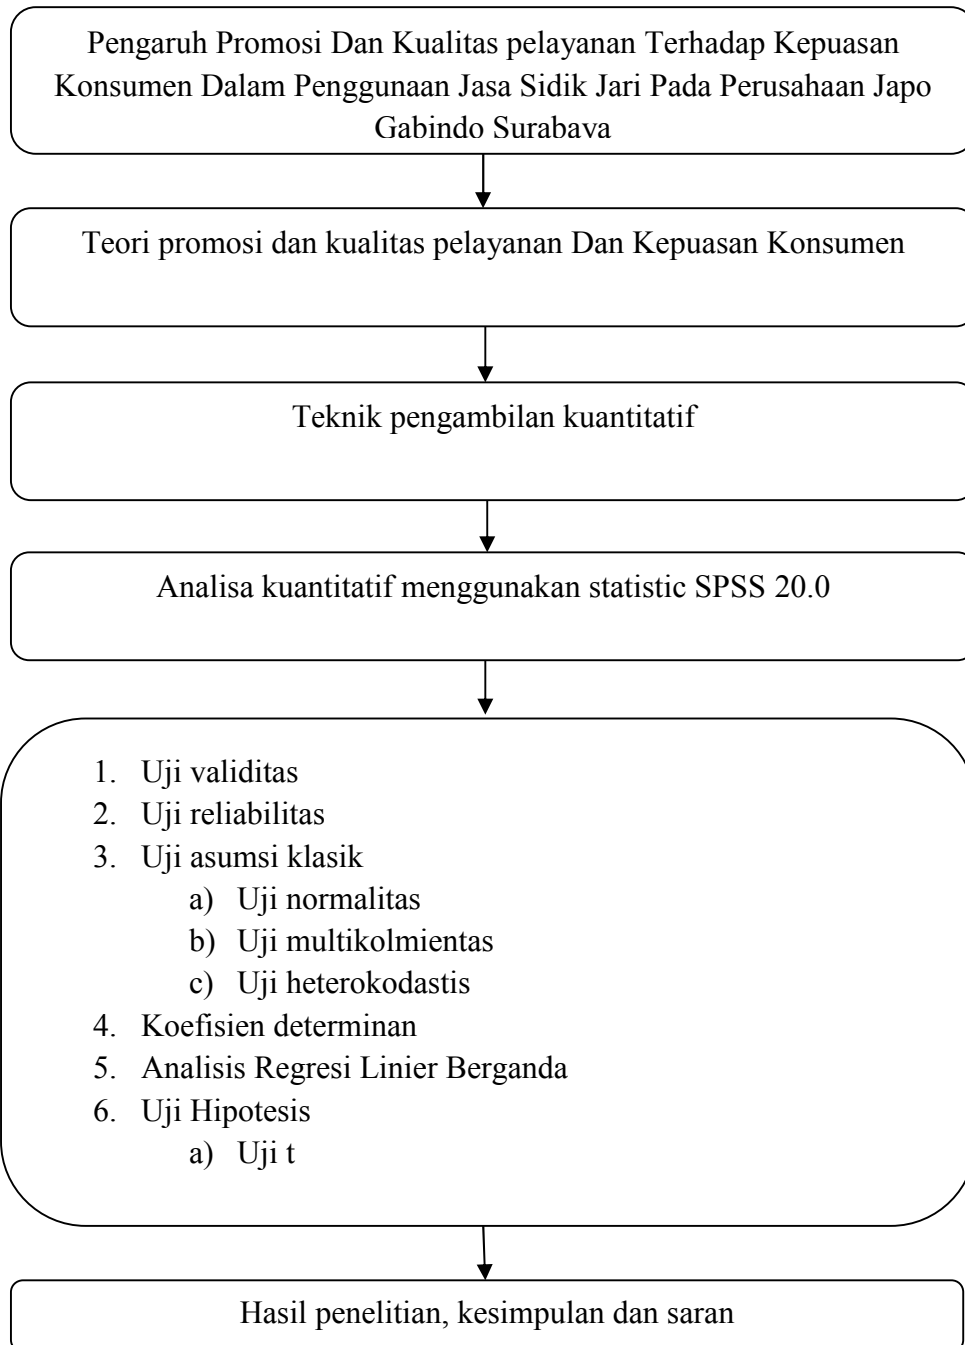 Pengaruh Promosi Dan Kualitas pelayanan Terhadap Kepuasan
Konsumen Dalam Penggunaan Jasa Sidik Jari Pada Perusahaan Japo
Gabindo Surabava
Teori promosi dan kualitas pelayanan Dan Kepuasan Konsumen
Teknik pengambilan kuantitatif
Analisa kuantitatif menggunakan statistic SPSS 20.0
1. Uji validitas
2. Uji reliabilitas
3. Uji asumsi klasik
a) Uji normalitas
b) Uji multikolmientas
c) Uji heterokodastis
4. Koefisien determinan
5. Analisis Regresi Linier Berganda
6. Uji Hipotesis
a) Uji t
Hasil penelitian, kesimpulan dan saran